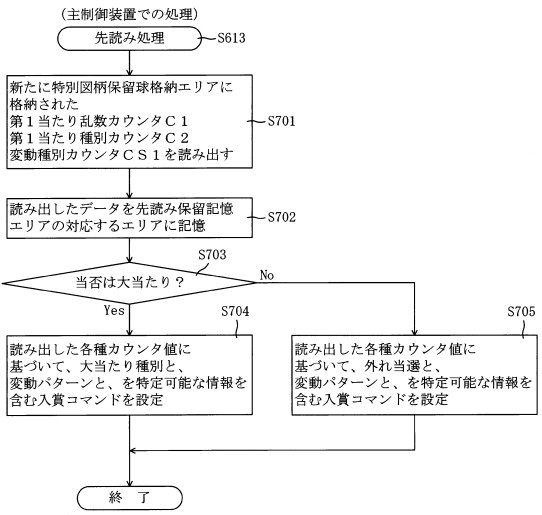 (主制御装置での処理)
先読み処理
S613
新たに特別図柄保留球格納エリアに
格納された
第1当たり乱数カウンタC1
第1当たり種別カウンタC2
変動種別カウンタCS1を読み出す
S701
読み出したデータを先読み保留記憶
エリアの対応するエリアに記憶
S702
S703
当否は大当たり?
No
Yes
S704
読み出した各種カウンタ値に
基づいて、大当たり種別と、
変動パターンと、を特定可能な情報を
含む入賞コマンドを設定
S705
読み出した各種カウンタ値に
基づいて、外れ当選と、
変動パターンと、を特定可能な情報を
含む入賞コマンドを設定
終 了